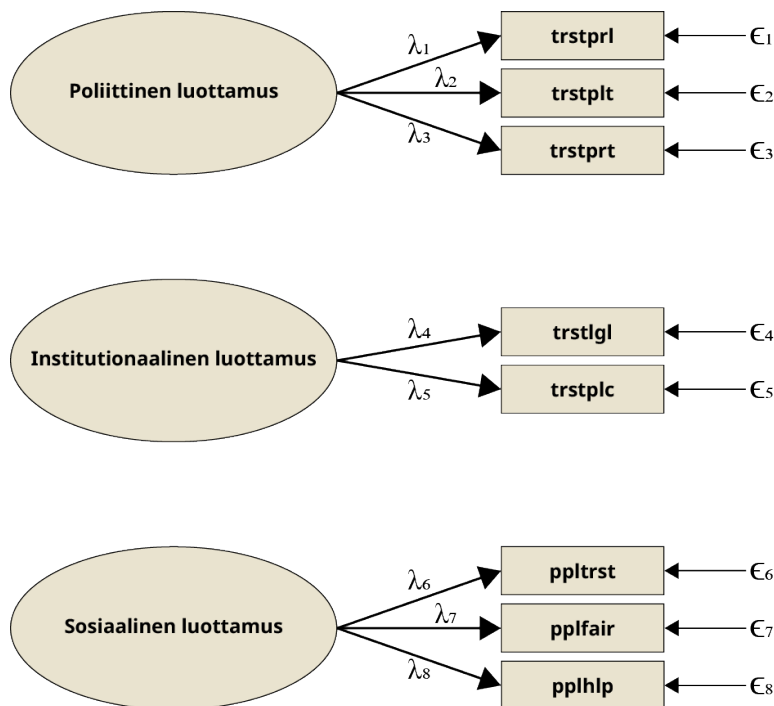 λ₁ trstprl ϵ₁
Poliittinen luottamus λ₂ trstplt ϵ₂
λ₃ trstprt ϵ₃
λ₄ trstlgl ϵ₄
Institutionaalinen luottamus
λ₅ trstplc ϵ₅
λ₆ ppltrst ϵ₆
Sosiaalinen luottamus λ₇ pplfair ϵ₇
λ₈ pplhlp ϵ₈